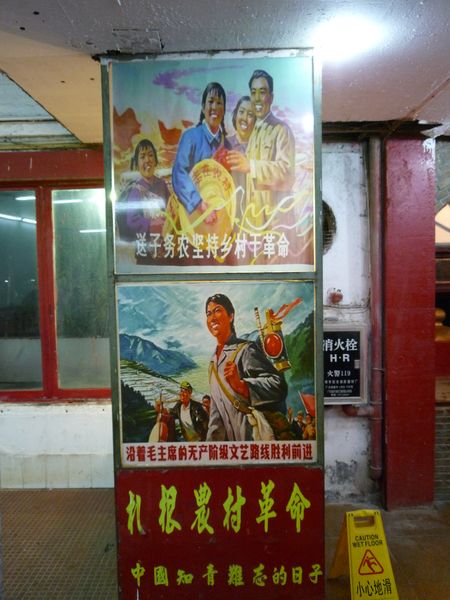 送子务农坚持乡村干革命
沿着毛主席的无产阶级文艺路线胜利前进
扎根農村革命
中國知青難忘的日子
消火栓
H·R
火警119
CAUTION
WET FLOOR
小心地滑